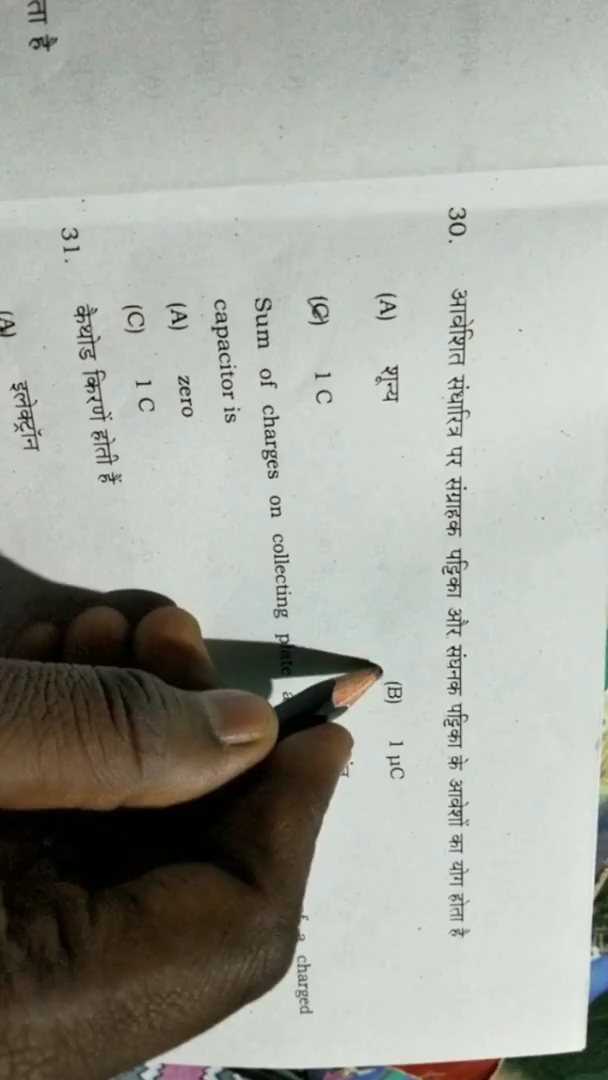 ता है
30. आवेशित संधारित्र पर संग्राहक पट्टिका और संघनक पट्टिका के आवेशों का योग होता है
(A) शून्य (B) 1 µC
(C) 1 C
Sum of charges on collecting plate charged
capacitor is
(A) zero
(C) 1 C
31. कैथोड किरणें होती हैं
(A) इलेक्ट्रॉन